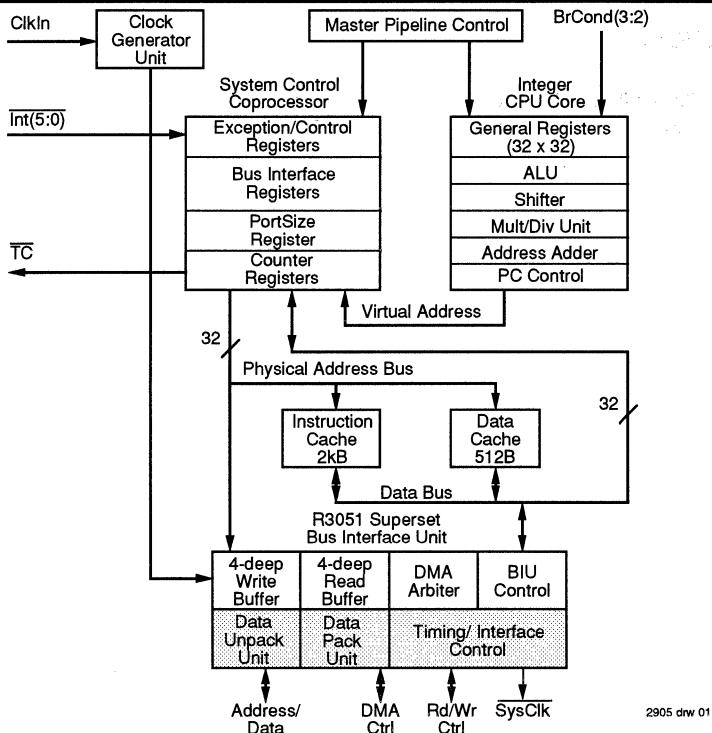 ClkIn
Clock
Generator
Unit
Master Pipeline Control
BrCond(3:2)
System Control
Coprocessor
Integer
CPU Core
Int(5:0)
Exception/Control
Registers
Bus Interface
Registers
PortSize
Register
Counter
Registers
General Registers
(32 x 32)
ALU
Shifter
Mult/Div Unit
Address Adder
PC Control
TC
Virtual Address
32
Physical Address Bus
32
Instruction
Cache
2kB
Data
Cache
512B
Data Bus
R3051 Superset
Bus Interface Unit
4-deep
Write
Buffer
4-deep
Read
Buffer
DMA
Arbiter
BIU
Control
Data
Unpack
Unit
Data
Pack
Unit
Timing/ Interface
Control
Address/
Data
DMA
Ctrl
Rd/Wr
Ctrl
SysClk
2905 drw 01